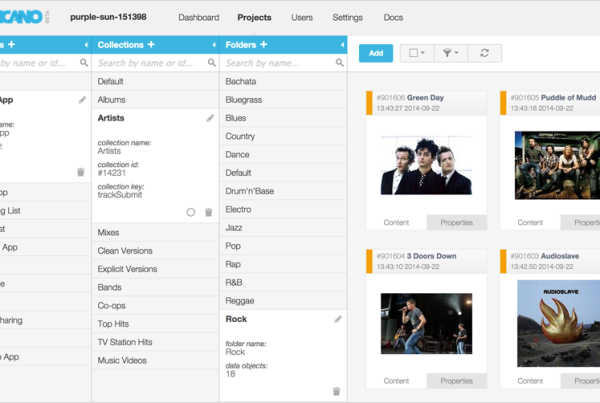 CANO BETA
purple-sun-151398
Dashboard
Projects
Users
Settings
Docs
s +
by name or id...
App
name:
pp
pp
g List
st
App
e
haring
o App
Collections +
Search by name or id...
Default
Albums
Artists
collection name:
Artists
collection id:
#14231
collection key:
trackSubmit
Mixes
Clean Versions
Explicit Versions
Bands
Co-ops
Top Hits
TV Station Hits
Music Videos
Folders +
Search by name...
Bachata
Bluegrass
Blues
Country
Dance
Default
Drum'n'Base
Electro
Jazz
Pop
Rap
R&B
Reggae
Rock
folder name:
Rock
data objects:
18
Add
#901606 Green Day
13:43:27 2014-09-22
Content
Properties
#901605 Puddle of Mudd
13:43:18 2014-09-22
Content
Properti
#901604 3 Doors Down
13:43:10 2014-09-22
Content
Properties
#901603 Audioslave
13:42:50 2014-09-22
AUDIOSLAVE
Content
Properti